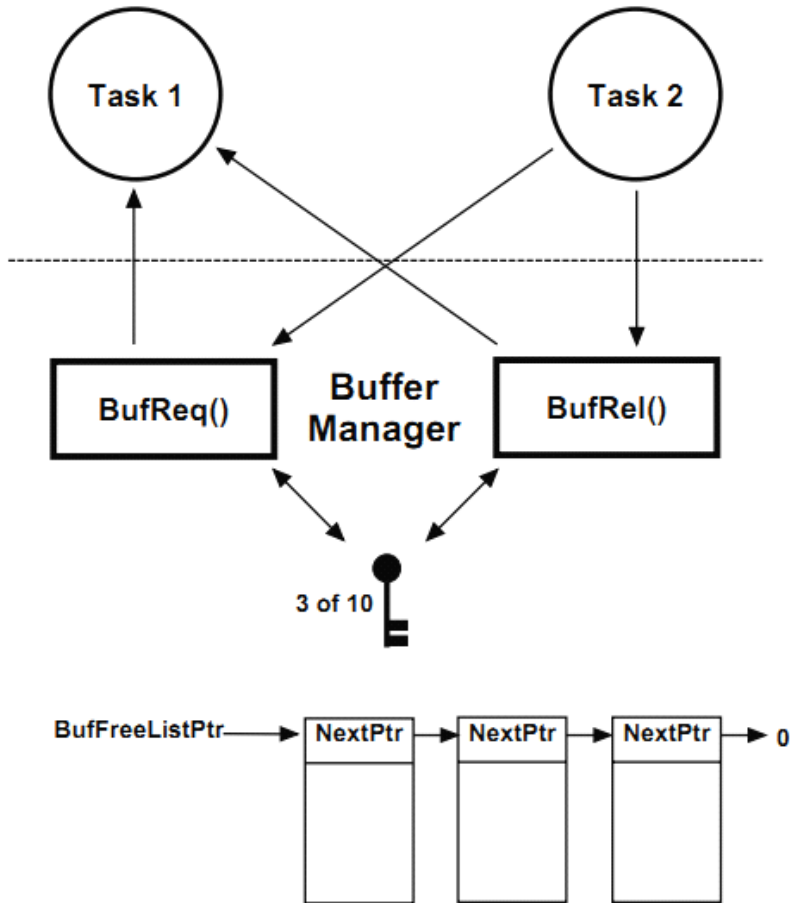 Task 1
Task 2
BufReq()
Buffer
Manager
BufRel()
3 of 10
BufFreeListPtr
NextPtr
NextPtr
NextPtr
0